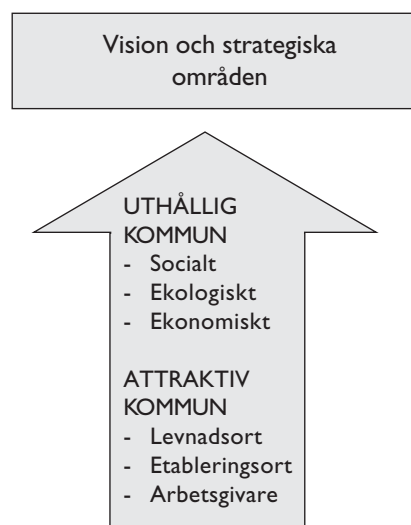 Vision och strategiska
områden
UTHÅLLIG
KOMMUN
- Socialt
- Ekologiskt
- Ekonomiskt
ATTRAKTIV
KOMMUN
- Levnadsort
- Etableringsort
- Arbetsgivare